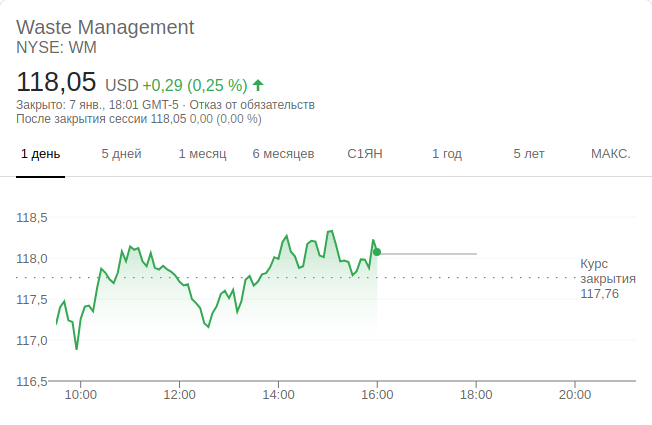 Waste Management
NYSE: WM
118,05 USD +0,29 (0,25 %)
Закрыто: 7 янв., 18:01 GMT-5 · Отказ от обязательств
После закрытия сессии 118,05 0,00 (0,00 %)
1 день 5 дней 1 месяц 6 месяцев С1ЯН 1 год 5 лет МАКС.
118,5
118,0
117,5
117,0
116,5
Курс
закрытия
117,76
10:00 12:00 14:00 16:00 18:00 20:00